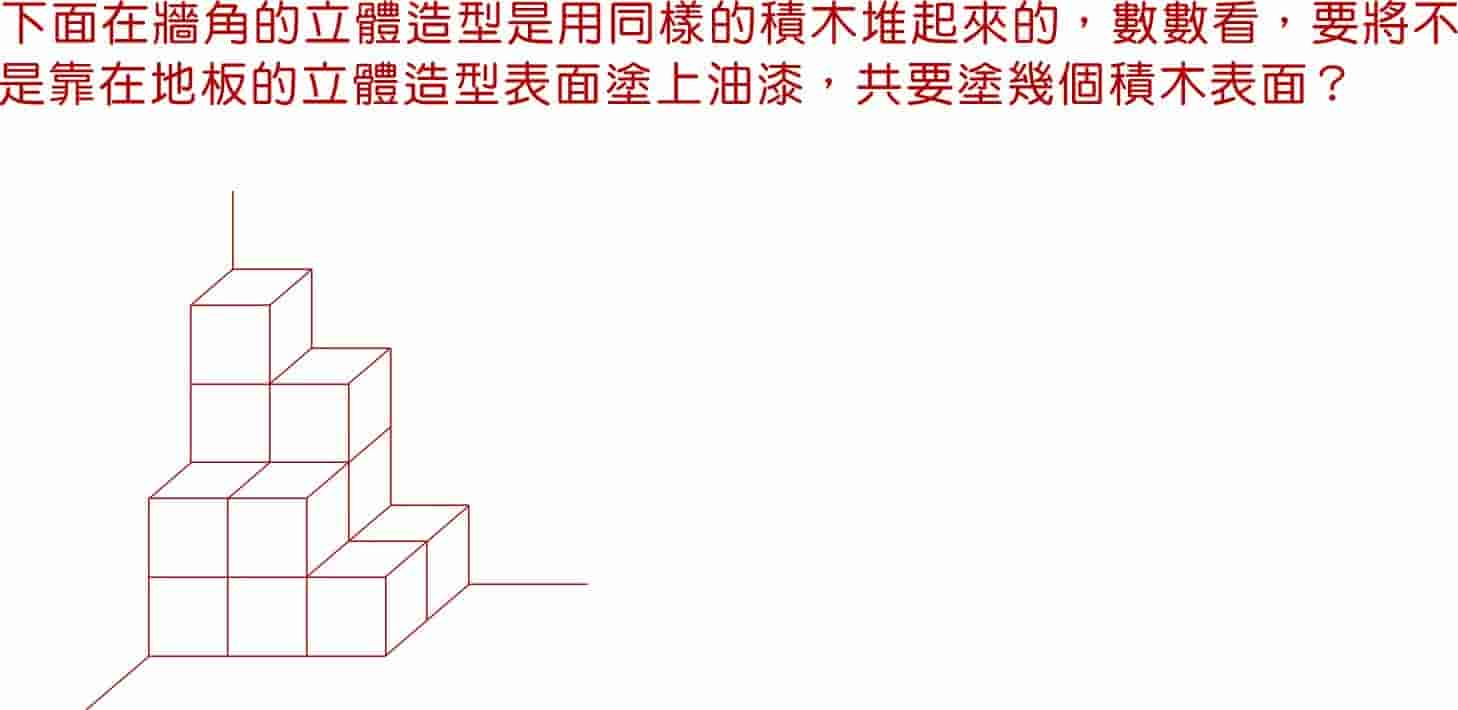 下面在牆角的立體造型是用同樣的積木堆起來的，數數看，要將不
是靠在地板的立體造型表面塗上油漆，共要塗幾個積木表面？